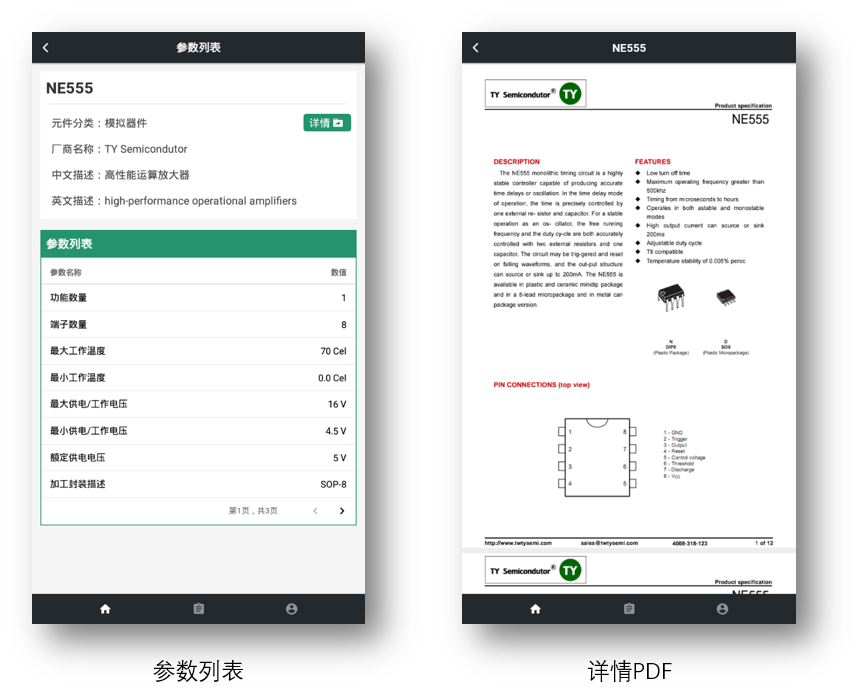 参数列表
NE555
元件分类：模拟器件
详情
厂商名称：TY Semicondutor
中文描述：高性能运算放大器
英文描述：high-performance operational amplifiers
参数列表
参数名称 数值
功能数量 1
端子数量 8
最大工作温度 70 Cel
最小工作温度 0.0 Cel
最大供电/工作电压 16 V
最小供电/工作电压 4.5 V
额定供电电压 5 V
加工封装描述 SOP-8
第1页，共3页
参数列表
NE555
TY Semicondutor® TY
Product specification
NE555
DESCRIPTION
The NE555 monolithic timing circuit is a highly
stable controller capable of producing accurate
time delays or oscillation. In the time delay mode
of operation, the time is precisely controlled by
one external re- sistor and capacitor. For a stable
operation as an os- cillator, the free running
frequency and the duty cy-cle are both accurately
controlled with two external resistors and one
capacitor. The circuit may be trig-gered and reset
on falling waveforms, and the out-put structure
can source or sink up to 200mA. The NE555 is
available in plastic and ceramic minidip package
and in a 8-lead micropackage and in metal can
package version.
FEATURES
◆ Low turn off time
◆ Maximum operating frequency greater than
500khz
◆ Timing from microseconds to hours
◆ Operates in both astable and monostable
modes
◆ High output current can source or sink
200ma
◆ Adjustable duty cycle
◆ Ttl compatible
◆ Temperature stability of 0.005% peroc
N
DIP8
(Plastic Package)
D
SO8
(Plastic Micropackage)
PIN CONNECTIONS (top view)
1 8
2 7
3 6
4 5
1 - GND
2 - Trigger
3 - Output
4 - Reset
5 - Control voltage
6 - Threshold
7 - Discharge
8 - Vcc
http://www.twtysemi.com sales@twtysemi.com 4008-318-123 1 of 12
TY Semicondutor® TY
Product specification
NE555
详情PDF